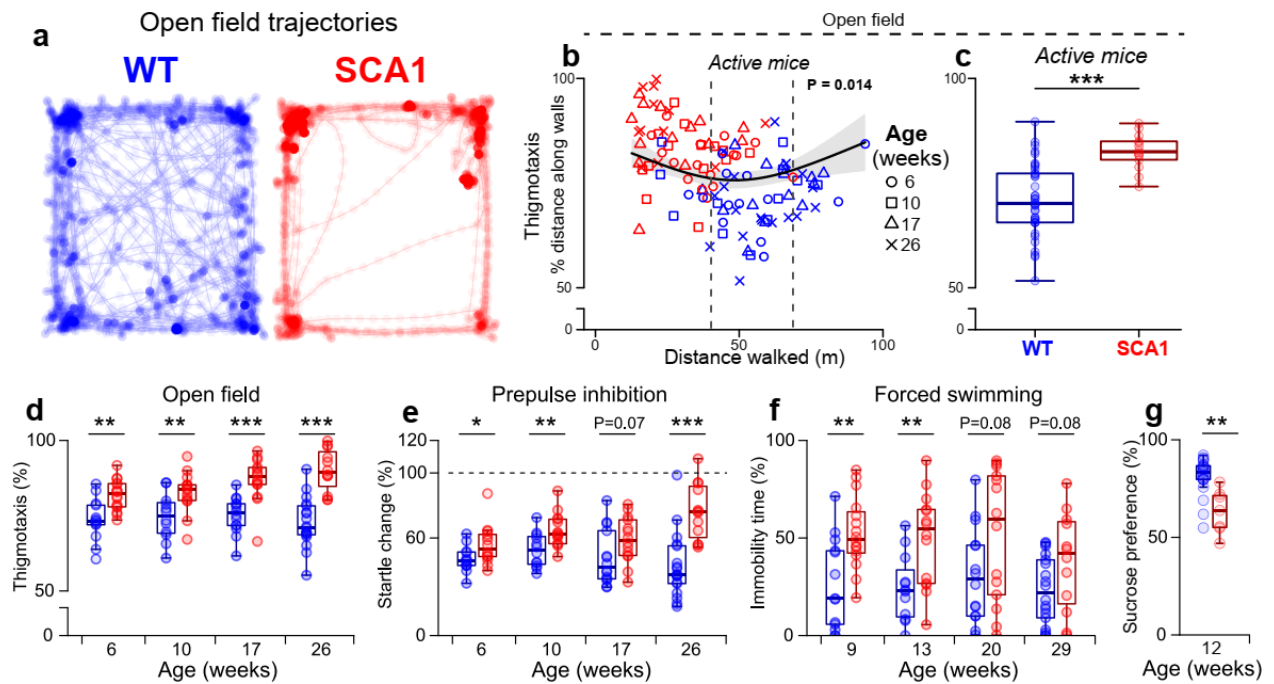 Open field trajectories
a
WT
SCA1
Open field
b
Active mice
P = 0.014
100
50
0
Thigmotaxis
% distance along walls
0
50
100
Distance walked (m)
Age
(weeks)
6
10
17
26
c
Active mice
***
100
50
0
WT
SCA1
d
Open field
**
**
***
***
100
50
0
Thigmotaxis (%)
6
10
17
26
Age (weeks)
e
Prepulse inhibition
*
**
P=0.07
***
120
100
60
0
Startle change (%)
6
10
17
26
Age (weeks)
f
Forced swimming
**
**
P=0.08
P=0.08
100
50
0
Immobility time (%)
9
13
20
29
Age (weeks)
g
**
100
50
0
Sucrose preference (%)
12
Age (weeks)